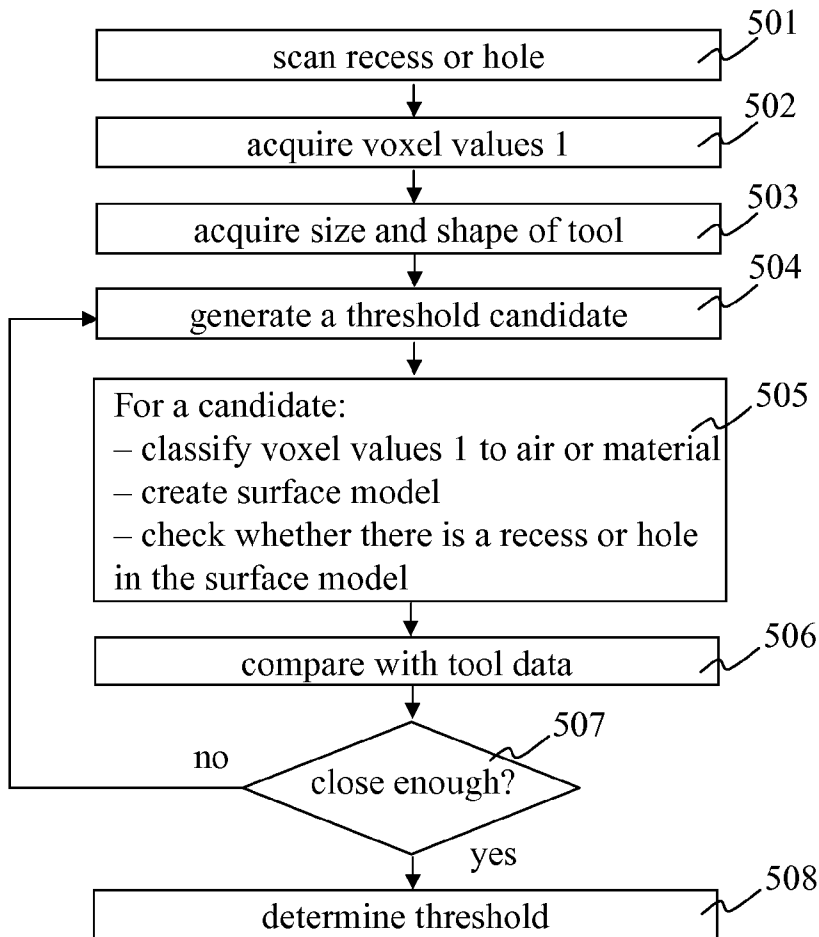 501
scan recess or hole
502
acquire voxel values 1
503
acquire size and shape of tool
504
generate a threshold candidate
505
For a candidate:
– classify voxel values 1 to air or material
– create surface model
– check whether there is a recess or hole
in the surface model
506
compare with tool data
507
no
close enough?
yes
508
determine threshold